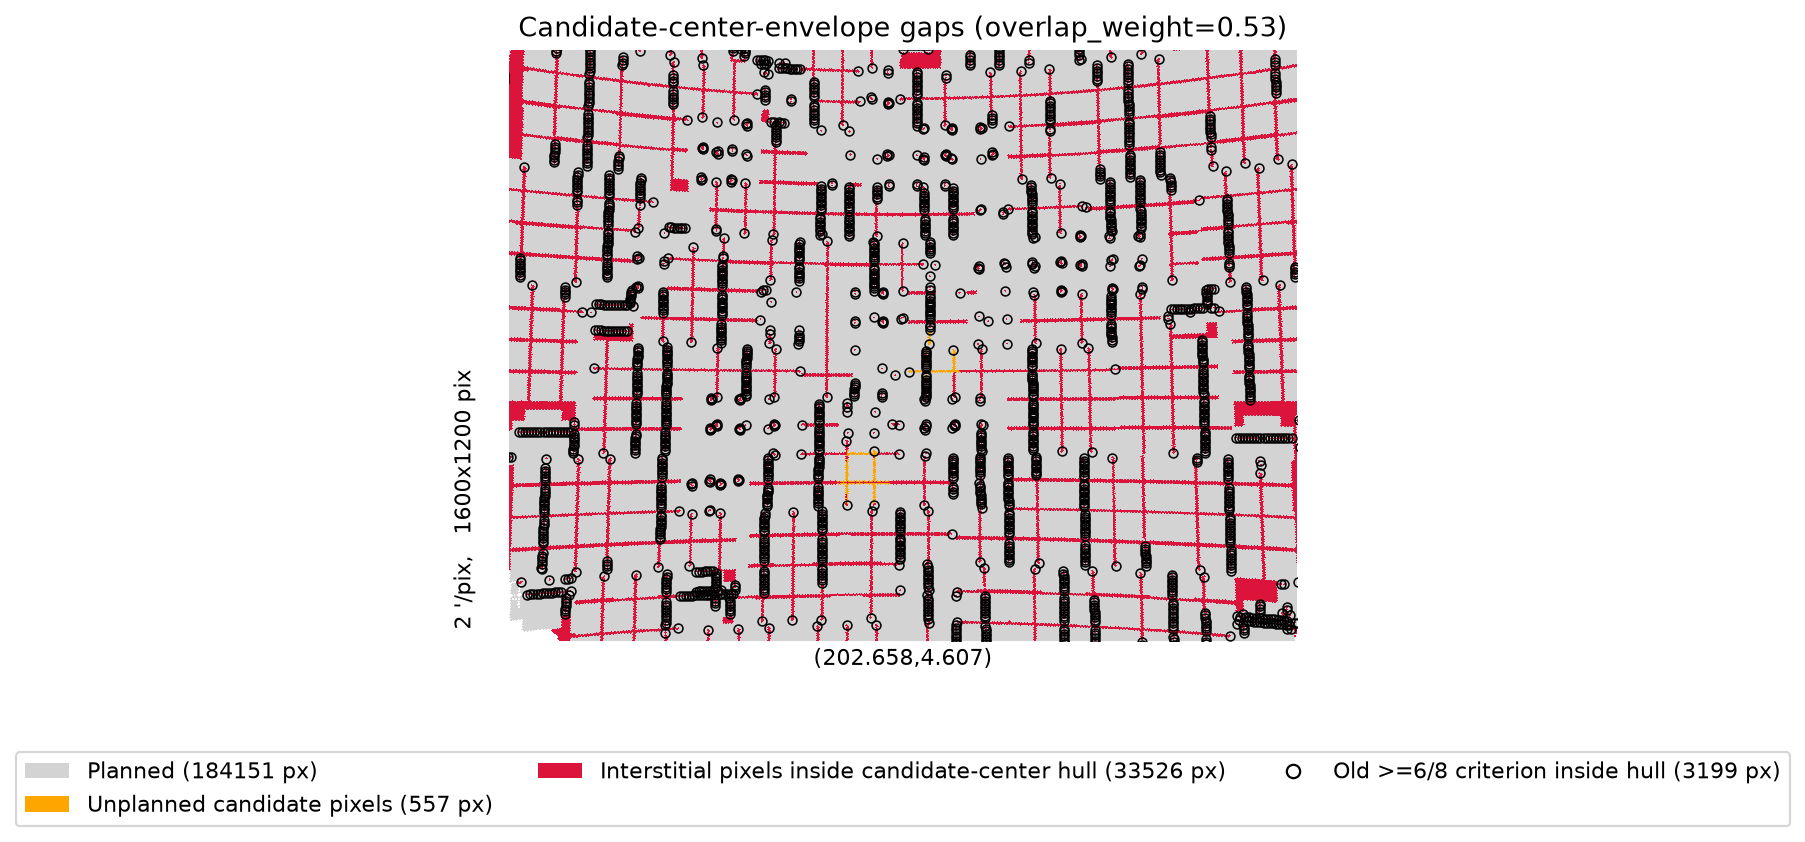 Candidate-center-envelope gaps (overlap_weight=0.53)
2 '/pix,   1600x1200 pix
(202.658,4.607)
Planned (184151 px)
Unplanned candidate pixels (557 px)
Interstitial pixels inside candidate-center hull (33526 px)
Old >=6/8 criterion inside hull (3199 px)